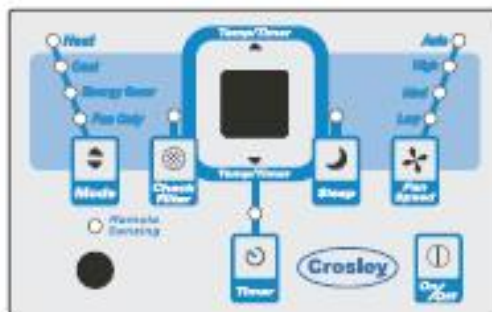 Temp/Timer
Heat
Auto
Cool
High
Energy Saver
Med
Fan Only
Low
Mode
Check
Filter
Temp/Timer
Sleep
Fan
Speed
Remote
Sensing
Timer
Crosley
On/
/Off